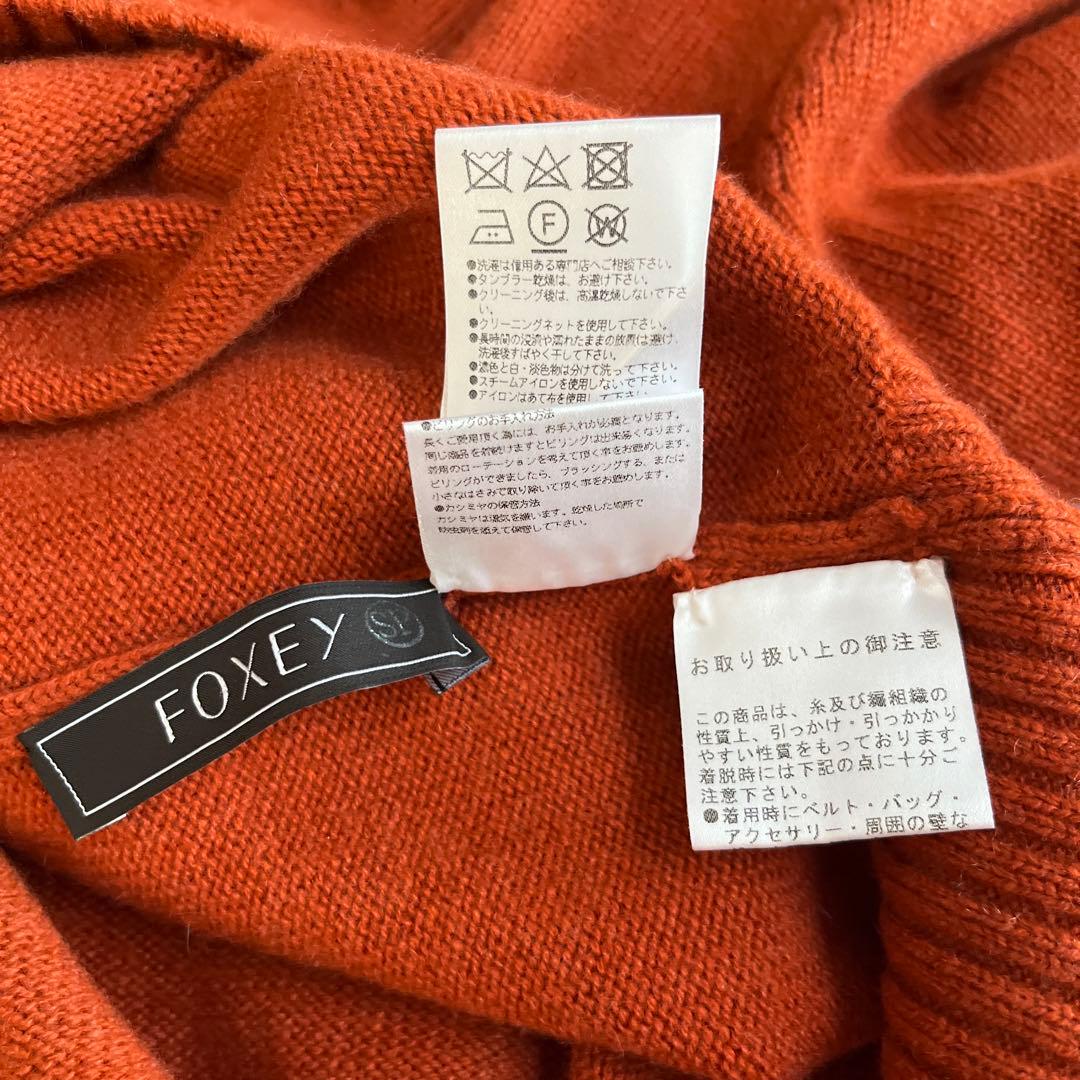 F
W
●洗濯は信用ある専門店へご相談下さい。
●タンブラー乾燥は、お避け下さい。
●クリーニング後は、高温乾燥しないで下さ
い。
●クリーニングネットを使用して下さい。
●長時間の浸漬や濡れたままの放置は避け、
洗濯後すばやく干して下さい。
●濃色と白・淡色物は分けて洗って下さい。
●スチームアイロンを使用しないで下さい。
●アイロンはあて布を使用して下さい。
●ピリングのお手入れ方法
長くご愛用頂く為には、お手入れが必要となります。
同じ商品を着続けますとピリングは出来易くなります。
着用のローテーションを考えて頂く事をお勧めします。
ピリングができましたら、ブラッシングする、または
小さなはさみで取り除いて頂く事をお勧めします。
●カシミヤの保管方法
カシミヤは湿気を嫌います。乾燥した場所で
防虫剤を添えて保管して下さい。
FOXEY
お取り扱い上の御注意
この商品は、糸及び編組織の
性質上、引っかけ・引っかかり
やすい性質をもっております。
着脱時には下記の点に十分ご
注意下さい。
●着用時にベルト・バッグ・
アクセサリー・周囲の壁な